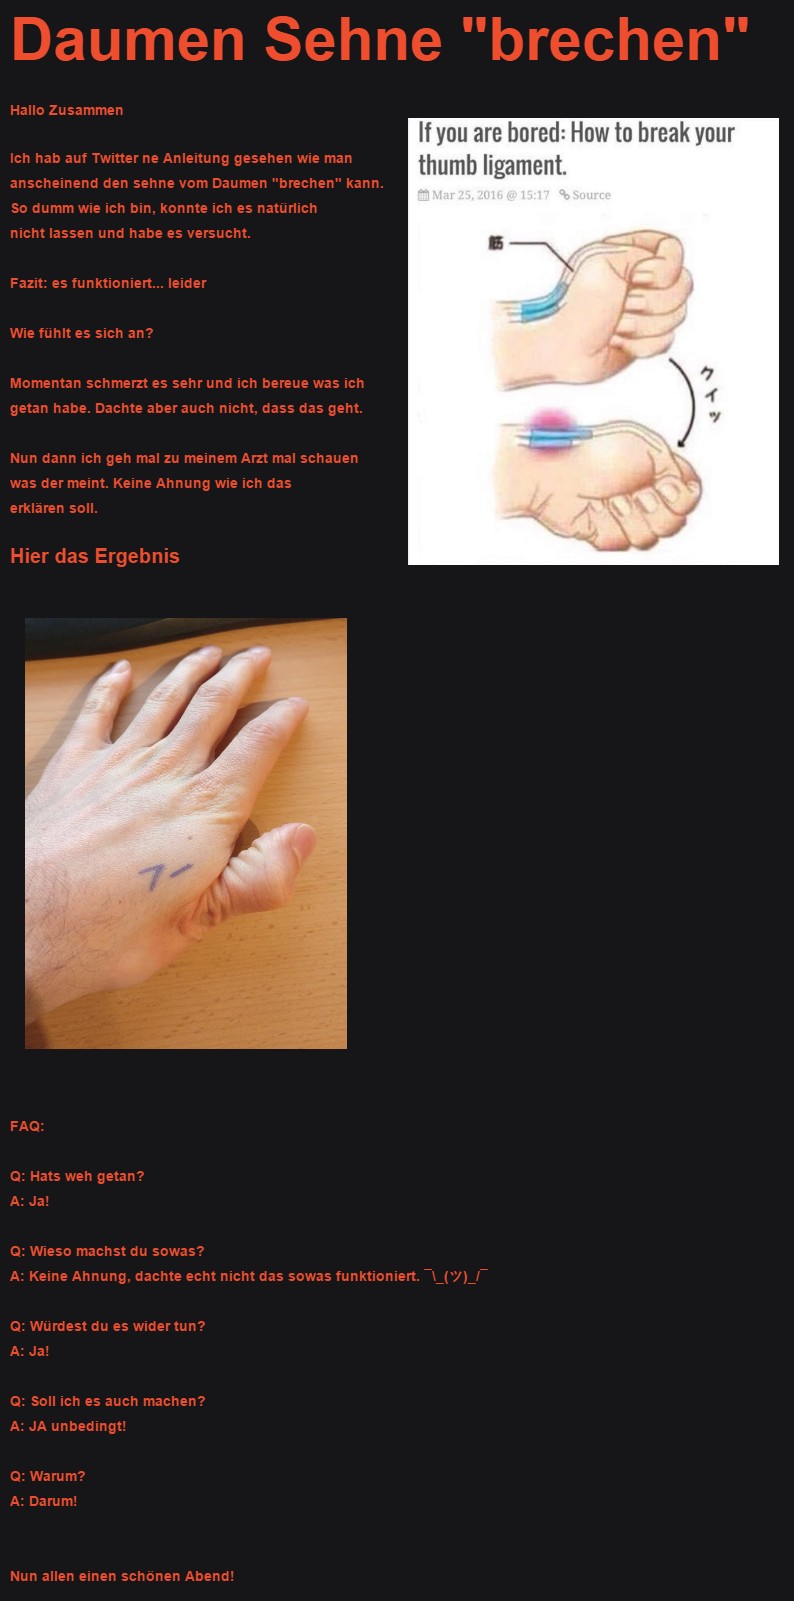 Daumen Sehne "brechen"
Hallo Zusammen
Ich hab auf Twitter ne Anleitung gesehen wie man
anscheinend den sehne vom Daumen "brechen" kann.
So dumm wie ich bin, konnte ich es natürlich
nicht lassen und habe es versucht.
Fazit: es funktioniert... leider
Wie fühlt es sich an?
Momentan schmerzt es sehr und ich bereue was ich
getan habe. Dachte aber auch nicht, dass das geht.
Nun dann ich geh mal zu meinem Arzt mal schauen
was der meint. Keine Ahnung wie ich das
erklären soll.
If you are bored: How to break your
thumb ligament.
Mar 25, 2016 @ 15:17 Source
筋
クイッ
Hier das Ergebnis
FAQ:
Q: Hats weh getan?
A: Ja!
Q: Wieso machst du sowas?
A: Keine Ahnung, dachte echt nicht das sowas funktioniert. ¯\_(ツ)_/¯
Q: Würdest du es wider tun?
A: Ja!
Q: Soll ich es auch machen?
A: JA unbedingt!
Q: Warum?
A: Darum!
Nun allen einen schönen Abend!